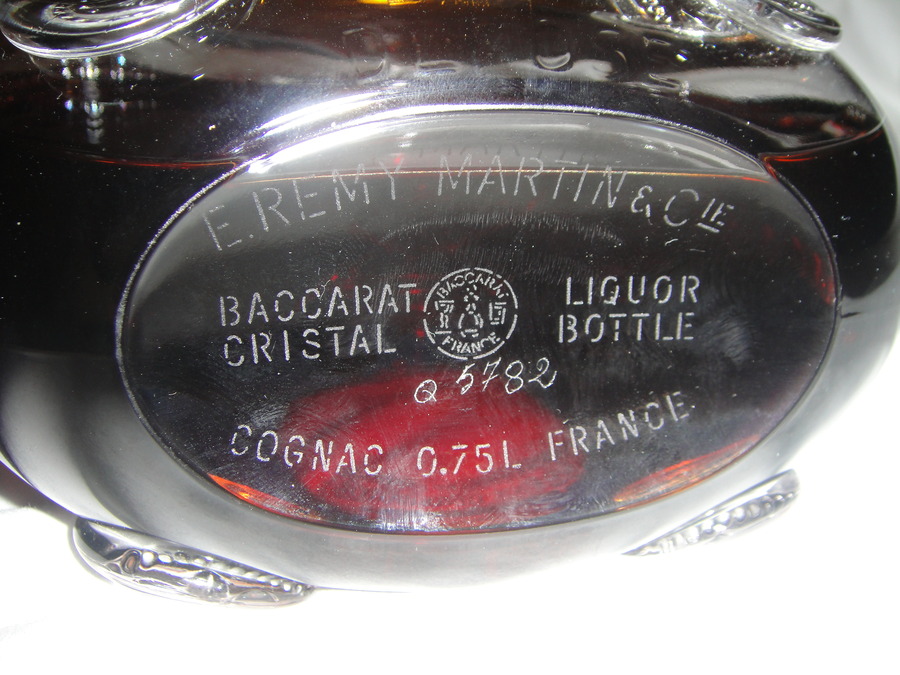 E. REMY MARTIN & CIE
BACCARAT CRISTAL
BACCARAT FRANCE
LIQUOR BOTTLE
Q 5782
COGNAC 0.75L FRANCE